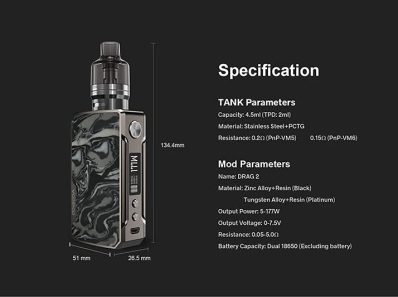 Specification
TANK Parameters
Capacity: 4.5ml (TPD: 2ml)
Material: Stainless Steel+PCTG
Resistance: 0.2Ω (PnP-VM5) 0.15Ω (PnP-VM6)
134.4mm
Mod Parameters
Name: DRAG 2
Material: Zinc Alloy+Resin (Black)
Tungsten Alloy+Resin (Platinum)
Output Power: 5-177W
Output Voltage: 0-7.5V
Resistance: 0.05-5.0Ω
Battery Capacity: Dual 18650 (Excluding battery)
51 mm
26.5 mm